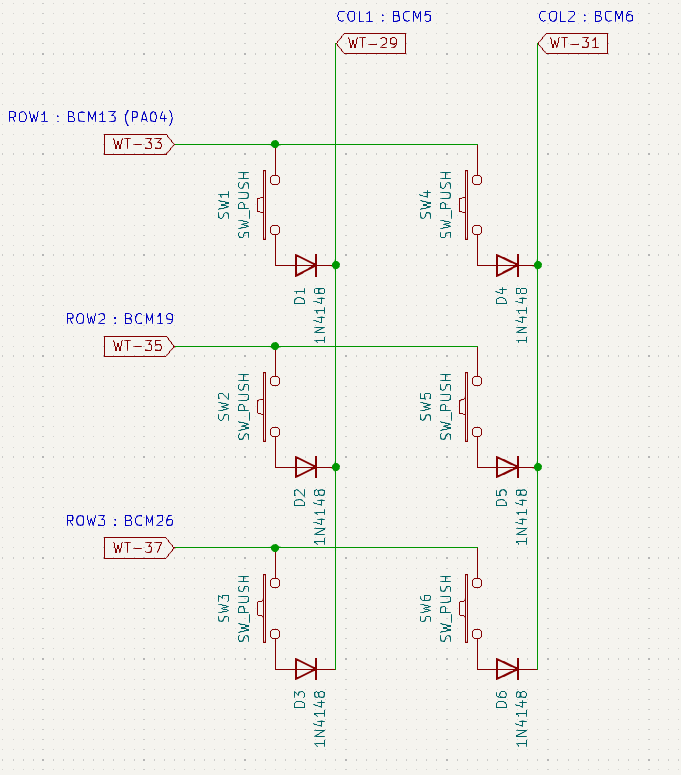 COL1 : BCM5
COL2 : BCM6
WT-29
WT-31
ROW1 : BCM13 (PA04)
WT-33
SW1
SW_PUSH
SW4
SW_PUSH
D1
1N4148
D4
1N4148
ROW2 : BCM19
WT-35
SW2
SW_PUSH
SW5
SW_PUSH
D2
1N4148
D5
1N4148
ROW3 : BCM26
WT-37
SW3
SW_PUSH
SW6
SW_PUSH
D3
1N4148
D6
1N4148